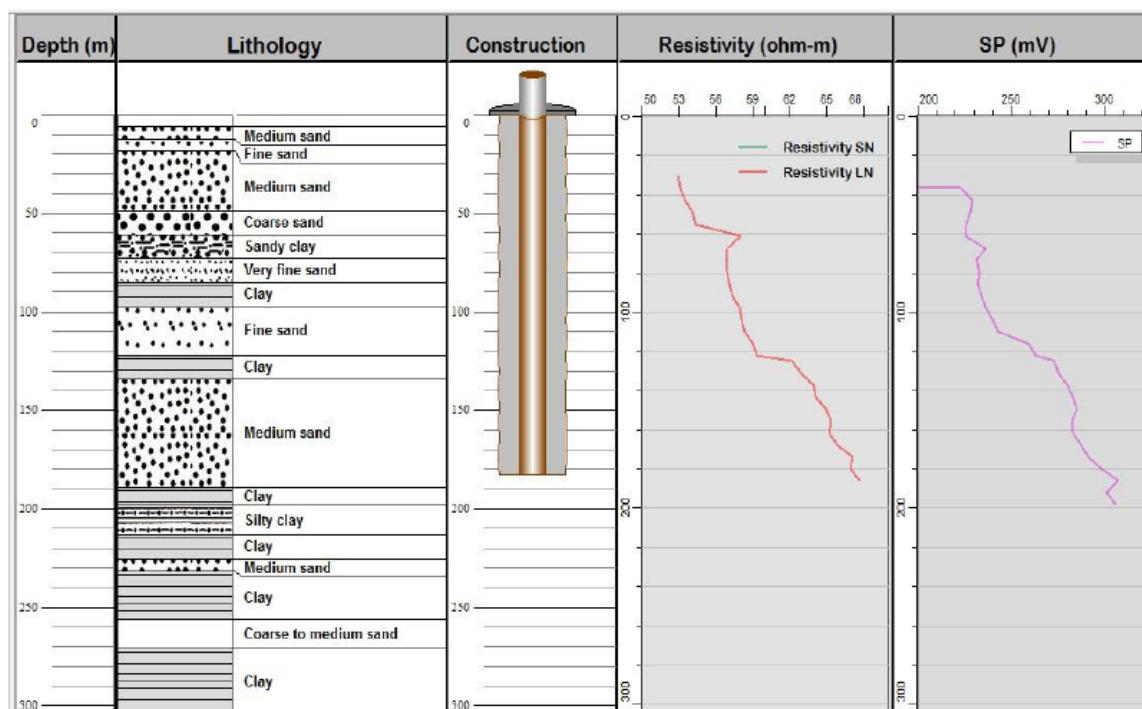 Depth (m) Lithology Construction Resistivity (ohm-m) SP (mV)
50 53 56 59 62 65 68
200 250 300
0 0 0 0
Medium sand
Fine sand
Resistivity SN
SP
Resistivity LN
Medium sand
50 50
Coarse sand
Sandy clay
Very fine sand
Clay
100 100 100 100
Fine sand
Clay
150 150
Medium sand
Clay
200 200 200 200
Silty clay
Clay
Medium sand
Clay
250 250
Coarse to medium sand
Clay
300 300 300 300